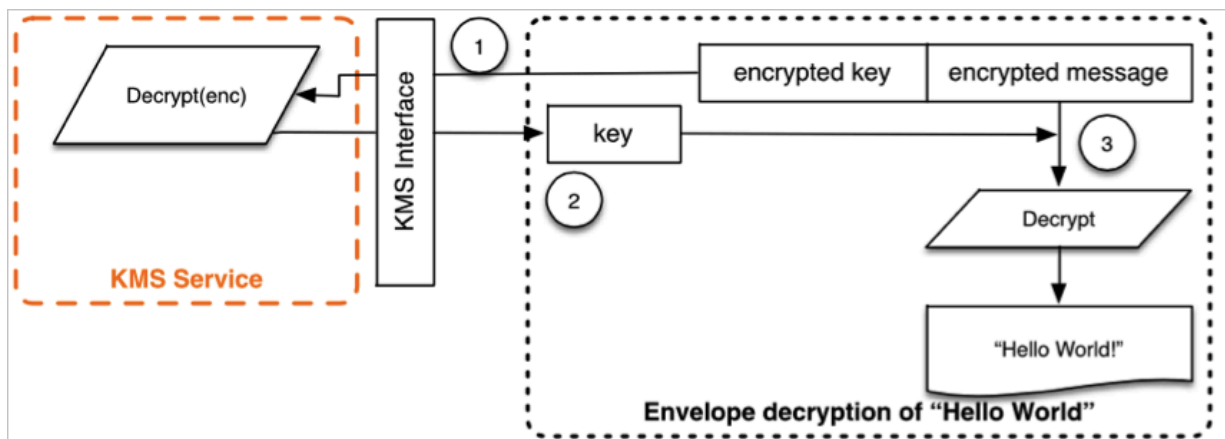 1
encrypted key
encrypted message
Decrypt(enc)
KMS Interface
key
3
2
Decrypt
KMS Service
“Hello World!”
Envelope decryption of “Hello World”